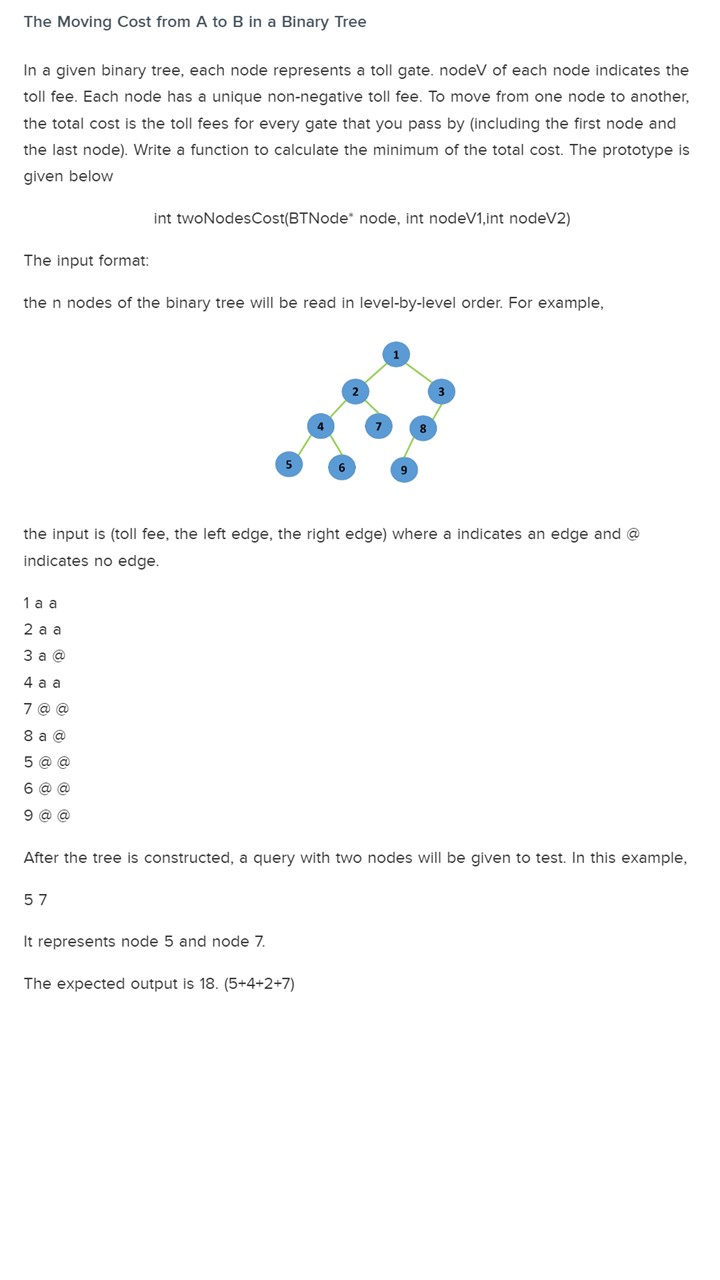 The Moving Cost from A to B in a Binary Tree
In a given binary tree, each node represents a toll gate. nodeV of each node indicates the
toll fee. Each node has a unique non-negative toll fee. To move from one node to another,
the total cost is the toll fees for every gate that you pass by (including the first node and
the last node). Write a function to calculate the minimum of the total cost. The prototype is
given below
int twoNodesCost(BTNode* node, int nodeV1,int nodeV2)
The input format:
the n nodes of the binary tree will be read in level-by-level order. For example,
1
2 3
4 7 8
5 6 9
the input is (toll fee, the left edge, the right edge) where a indicates an edge and @
indicates no edge.
1 a a
2 a a
3 a @
4 a a
7 @ @
8 a @
5 @ @
6 @ @
9 @ @
After the tree is constructed, a query with two nodes will be given to test. In this example,
5 7
It represents node 5 and node 7.
The expected output is 18. (5+4+2+7)